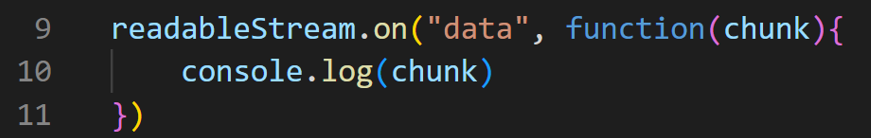 9 readableStream.on("data", function(chunk){
10     console.log(chunk)
11 })